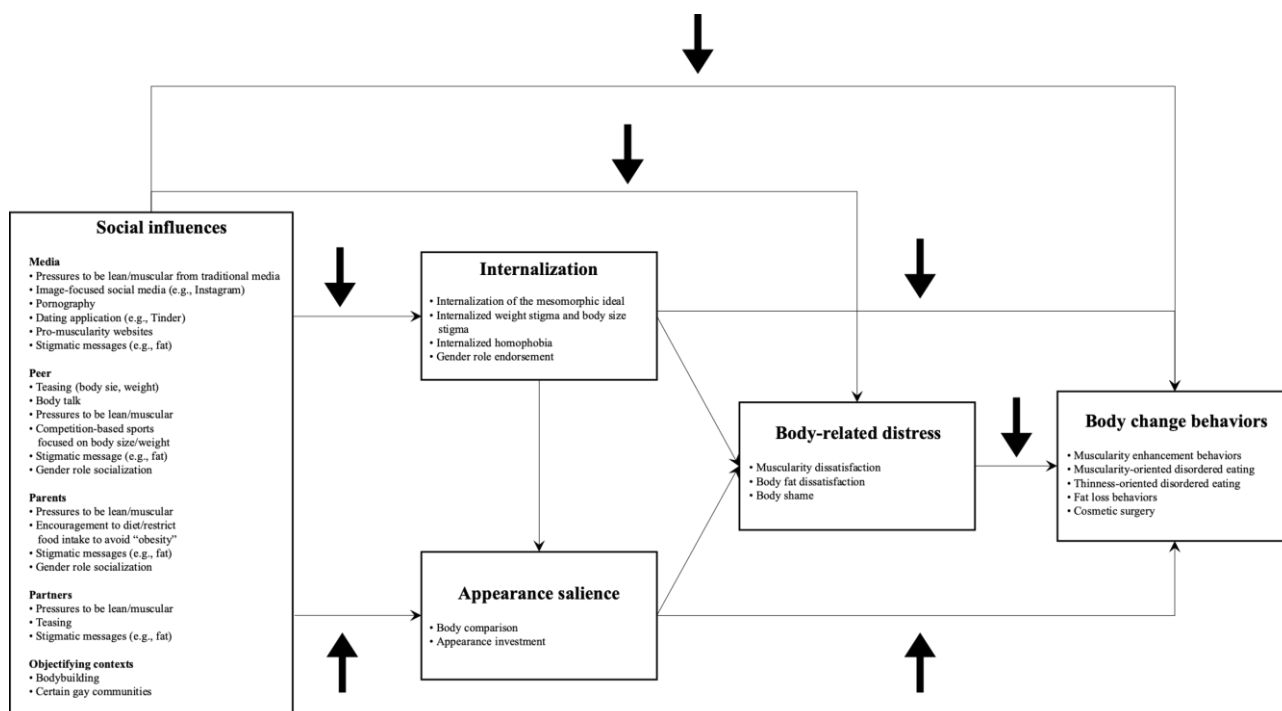 Social influences
Media
• Pressures to be lean/muscular from traditional media
• Image-focused social media (e.g., Instagram)
• Pornography
• Dating application (e.g., Tinder)
• Pro-muscularity websites
• Stigmatic messages (e.g., fat)
Peer
• Teasing (body sie, weight)
• Body talk
• Pressures to be lean/muscular
• Competition-based sports
focused on body size/weight
• Stigmatic message (e.g., fat)
• Gender role socialization
Parents
• Pressures to be lean/muscular
• Encouragement to diet/restrict
food intake to avoid “obesity”
• Stigmatic messages (e.g., fat)
• Gender role socialization
Partners
• Pressures to be lean/muscular
• Teasing
• Stigmatic messages (e.g., fat)
Objectifying contexts
• Bodybuilding
• Certain gay communities
Internalization
• Internalization of the mesomorphic ideal
• Internalized weight stigma and body size
stigma
• Internalized homophobia
• Gender role endorsement
Appearance salience
• Body comparison
• Appearance investment
Body-related distress
• Muscularity dissatisfaction
• Body fat dissatisfaction
• Body shame
Body change behaviors
• Muscularity enhancement behaviors
• Muscularity-oriented disordered eating
• Thinness-oriented disordered eating
• Fat loss behaviors
• Cosmetic surgery